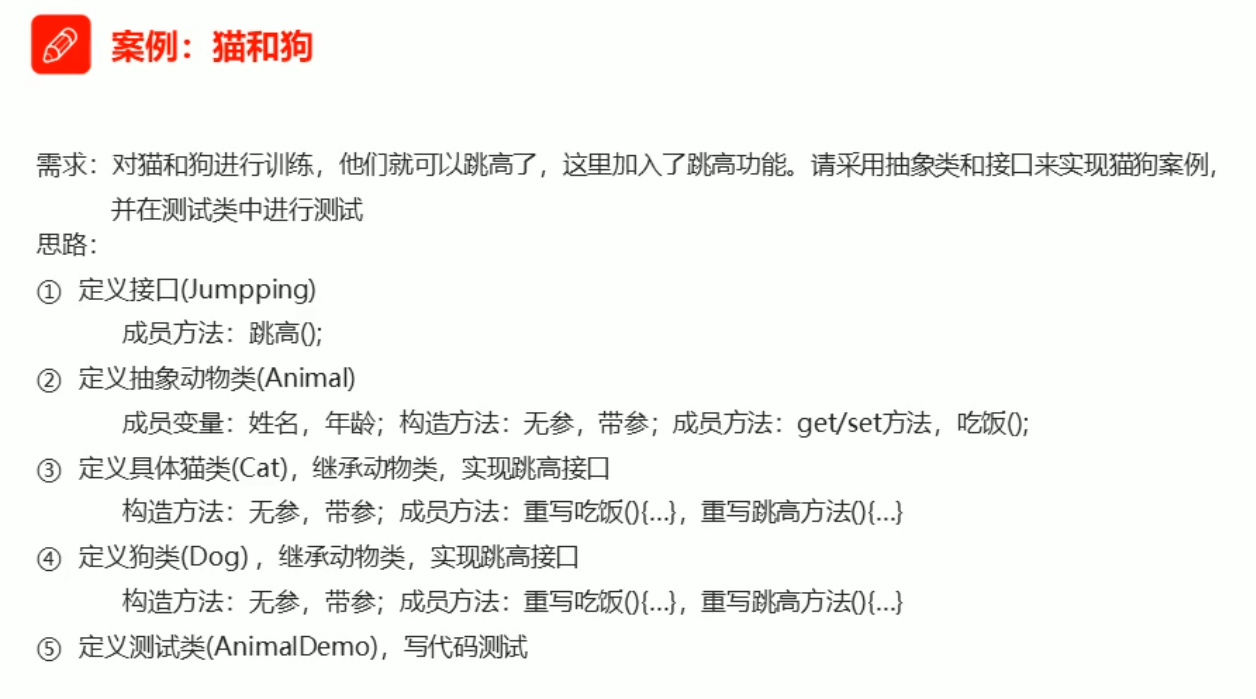 案例：猫和狗
需求：对猫和狗进行训练，他们就可以跳高了，这里加入了跳高功能。请采用抽象类和接口来实现猫狗案例，
并在测试类中进行测试
思路：
① 定义接口(Jumpping)
成员方法：跳高();
② 定义抽象动物类(Animal)
成员变量：姓名，年龄；构造方法：无参，带参；成员方法：get/set方法，吃饭();
③ 定义具体猫类(Cat)，继承动物类，实现跳高接口
构造方法：无参，带参；成员方法：重写吃饭(){...}，重写跳高方法(){...}
④ 定义狗类(Dog)，继承动物类，实现跳高接口
构造方法：无参，带参；成员方法：重写吃饭(){...}，重写跳高方法(){...}
⑤ 定义测试类(AnimalDemo)，写代码测试